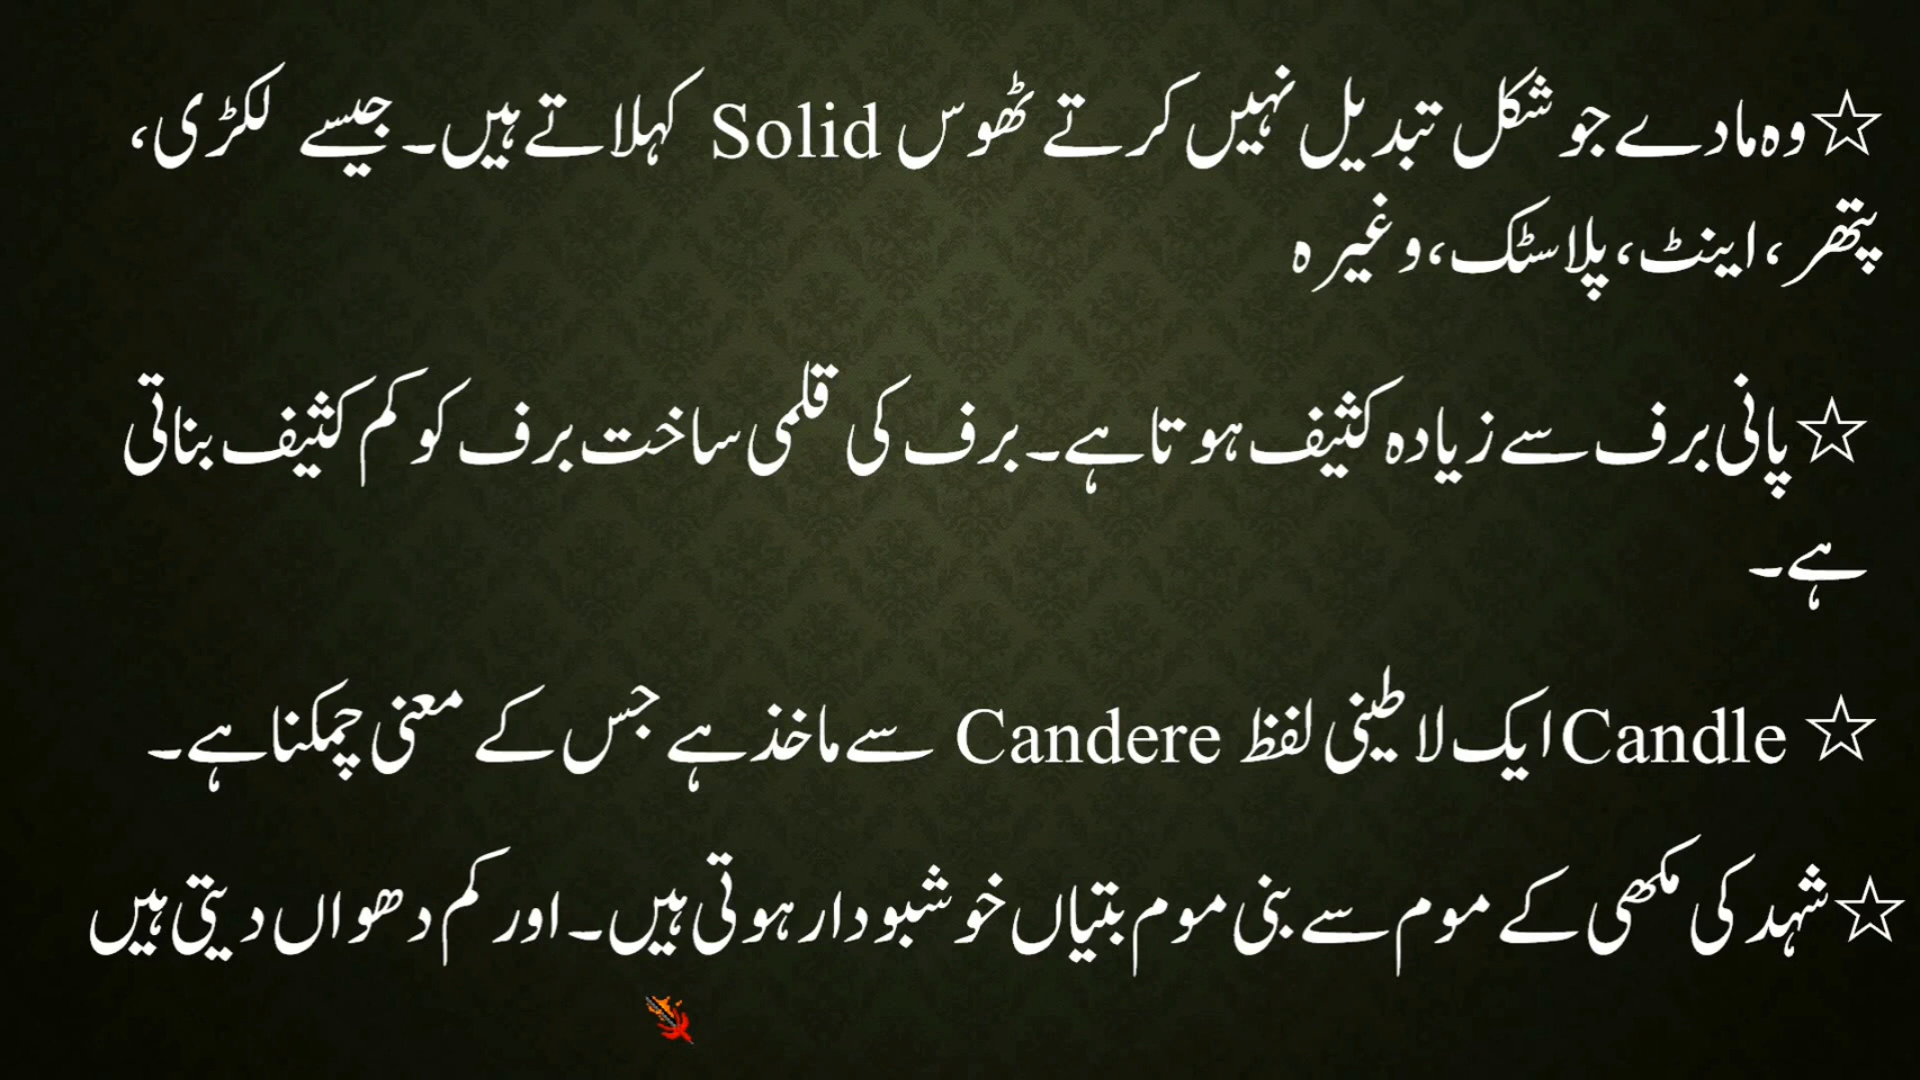 ☆وہ مادے جو شکل تبدیل نہیں کرتے ٹھوس Solid کہلاتے ہیں۔ جیسے لکڑی،
پتھر، اینٹ، پلاسٹک، وغیرہ
☆پانی برف سے زیادہ کثیف ہوتا ہے۔ برف کی قلمی ساخت برف کو کم کثیف بناتی
ہے۔
☆ Candle ایک لاطینی لفظ Candere سے ماخذ ہے جس کے معنی چمکنا ہے۔
☆شہد کی مکھی کے موم سے بنی موم بتیاں خوشبودار ہوتی ہیں۔ اور کم دھواں دیتی ہیں